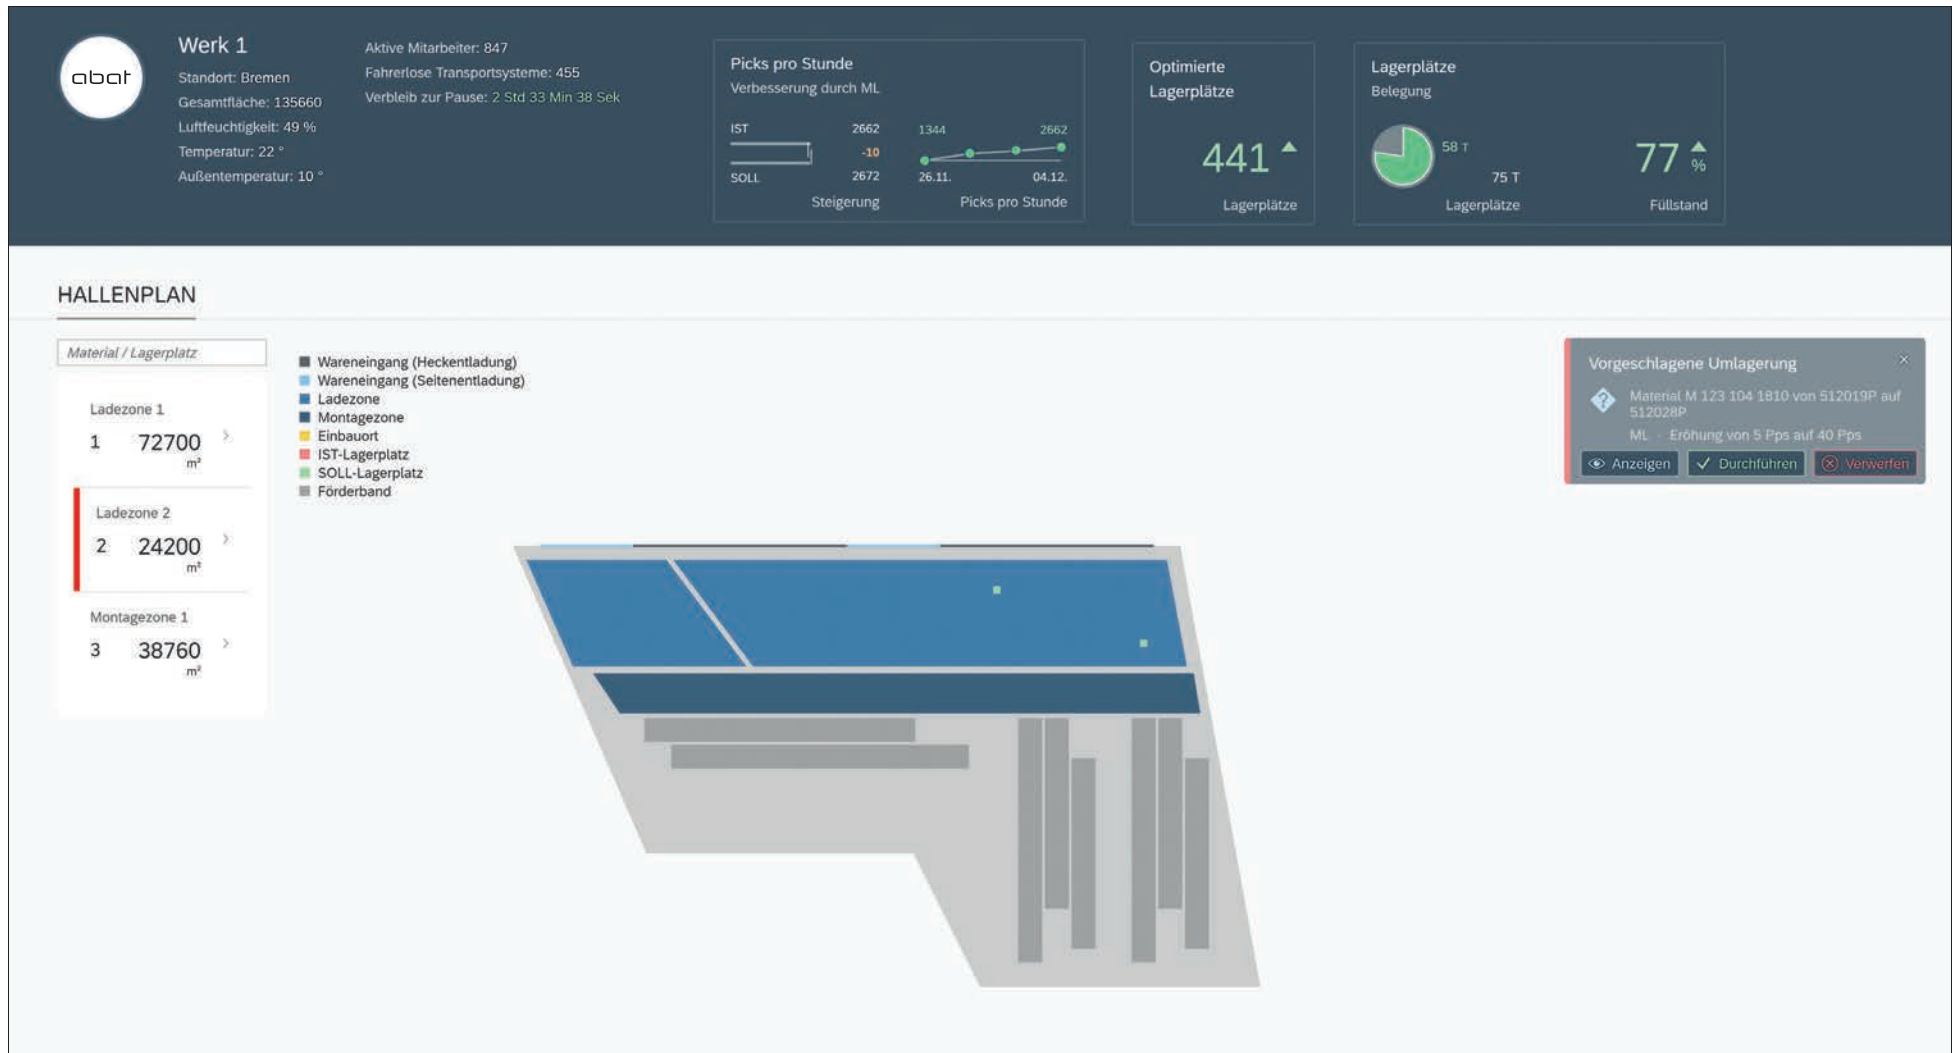 abat
Werk 1
Standort: Bremen
Gesamtfläche: 135660
Luftfeuchtigkeit: 49 %
Temperatur: 22 °
Außentemperatur: 10 °
Aktive Mitarbeiter: 847
Fahrerlose Transportsysteme: 455
Verbleib zur Pause: 2 Std 33 Min 38 Sek
Picks pro Stunde
Verbesserung durch ML
IST 2662
-10
SOLL 2672
Steigerung
1344 2662
26.11. 04.12.
Picks pro Stunde
Optimierte
Lagerplätze
441
Lagerplätze
Lagerplätze
Belegung
58 T
75 T
Lagerplätze
77 %
Füllstand
HALLENPLAN
Material / Lagerplatz
Ladezone 1
1 72700
m²
Ladezone 2
2 24200
m²
Montagezone 1
3 38760
m²
Wareneingang (Heckentladung)
Wareneingang (Seitenentladung)
Ladezone
Montagezone
Einbauort
IST-Lagerplatz
SOLL-Lagerplatz
Förderband
Vorgeschlagene Umlagerung
Material M 123 104 1810 von 512019P auf
512028P
ML - Eröhung von 5 Pps auf 40 Pps
Anzeigen Durchführen Verwerfen